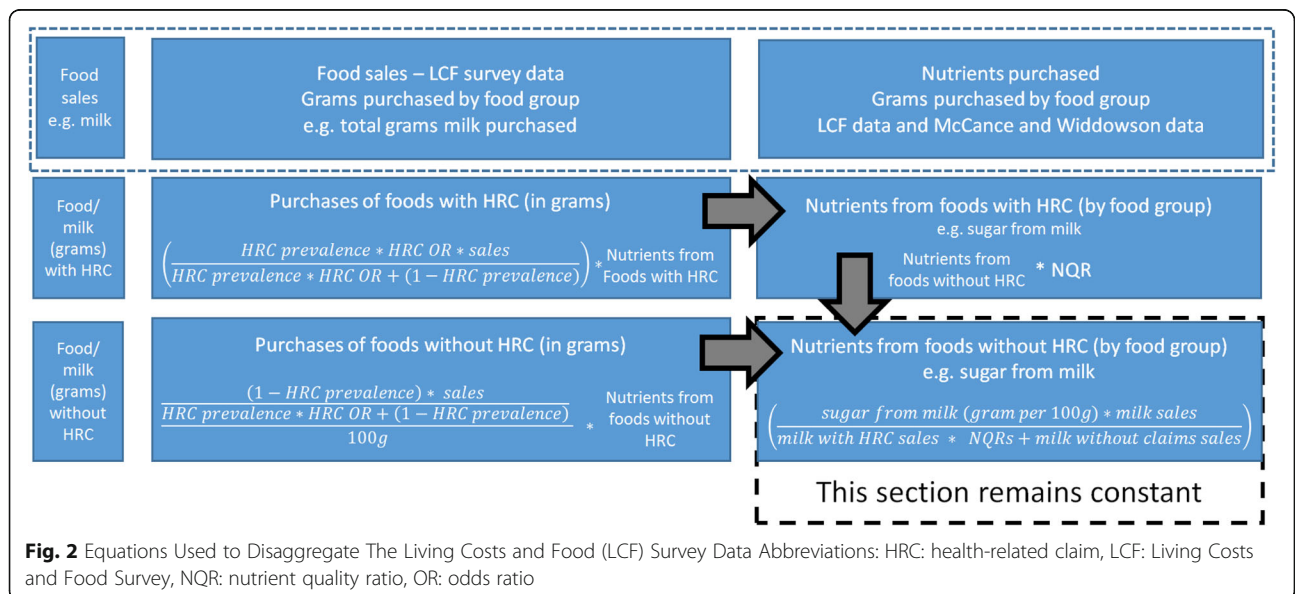 Food
sales
e.g. milk
Food sales – LCF survey data
Grams purchased by food group
e.g. total grams milk purchased
Nutrients purchased
Grams purchased by food group
LCF data and McCance and Widdowson data
Food/
milk
(grams)
with HRC
Purchases of foods with HRC (in grams)
(HRC prevalence * HRC OR * sales
HRC prevalence * HRC OR + (1 − HRC prevalence)) * Nutrients from
Foods with HRC
Nutrients from foods with HRC (by food group)
e.g. sugar from milk
Nutrients from
foods without HRC * NQR
Food/
milk
(grams)
without
HRC
Purchases of foods without HRC (in grams)
(1 − HRC prevalence) * sales
HRC prevalence * HRC OR + (1 − HRC prevalence)
100g
* Nutrients from
foods without
HRC
Nutrients from foods without HRC (by food group)
e.g. sugar from milk
(sugar from milk (gram per 100g) * milk sales
milk with HRC sales * NQRs + milk without claims sales)
This section remains constant
Fig. 2 Equations Used to Disaggregate The Living Costs and Food (LCF) Survey Data Abbreviations: HRC: health-related claim, LCF: Living Costs
and Food Survey, NQR: nutrient quality ratio, OR: odds ratio